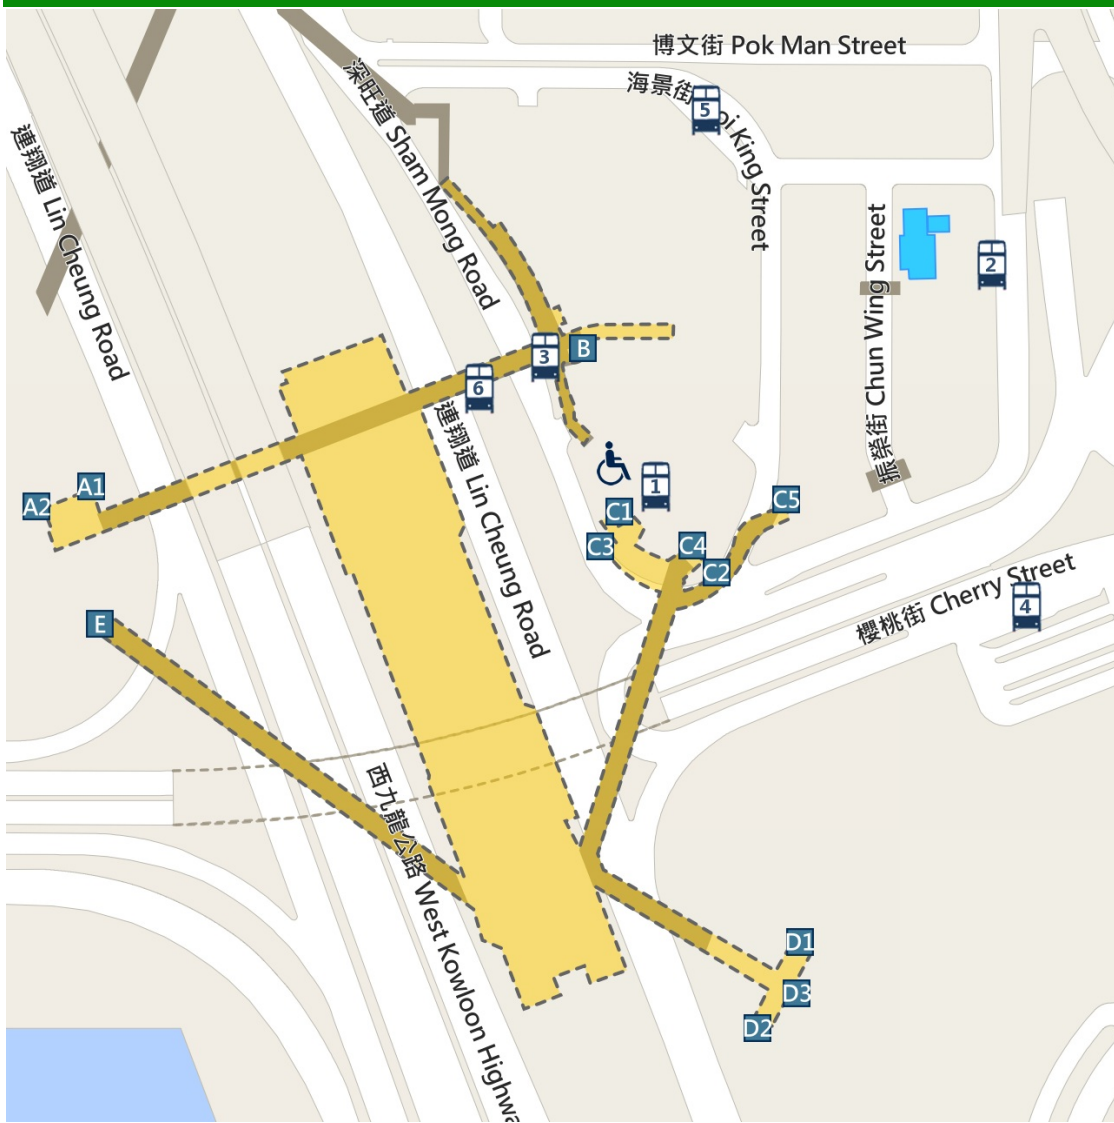 博文街 Pok Man Street
海景街 Hoi King Street
5
深旺道 Sham Mong Road
連翔道 Lin Cheung Road
振榮街 Chun Wing Street
2
B
3
6
連翔道 Lin Cheung Road
A1
A2
1
C1
C3
C4
C2
C5
櫻桃街 Cherry Street
4
E
西九龍公路 West Kowloon Highwa
D1
D3
D2